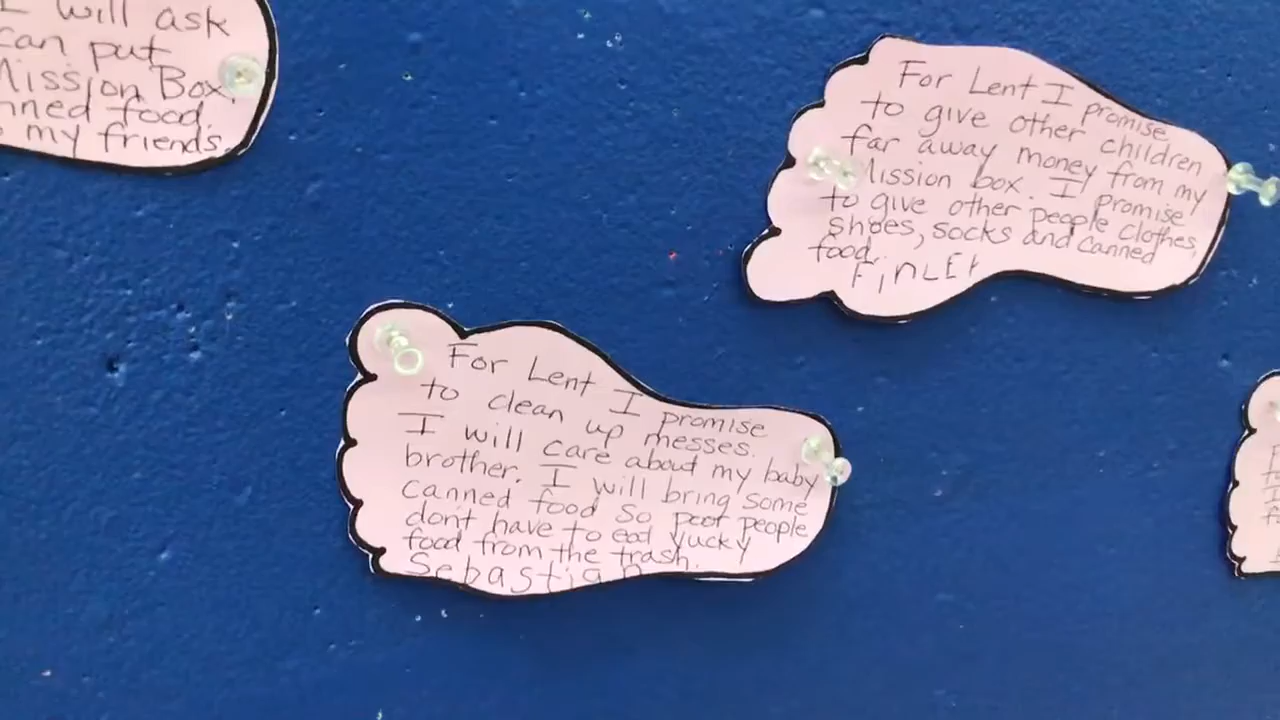 I will ask
can put
Mission Box.
nned food
my friends.
For Lent I promise
to give other children
far away money from my
Mission box. I promise
to give other people clothes,
shoes, socks and canned
food.
FinLEY
For Lent I promise
to clean up messes.
I will care about my baby
brother. I will bring some
canned food so poor people
don't have to eat yucky
food from the trash.
Sebastian